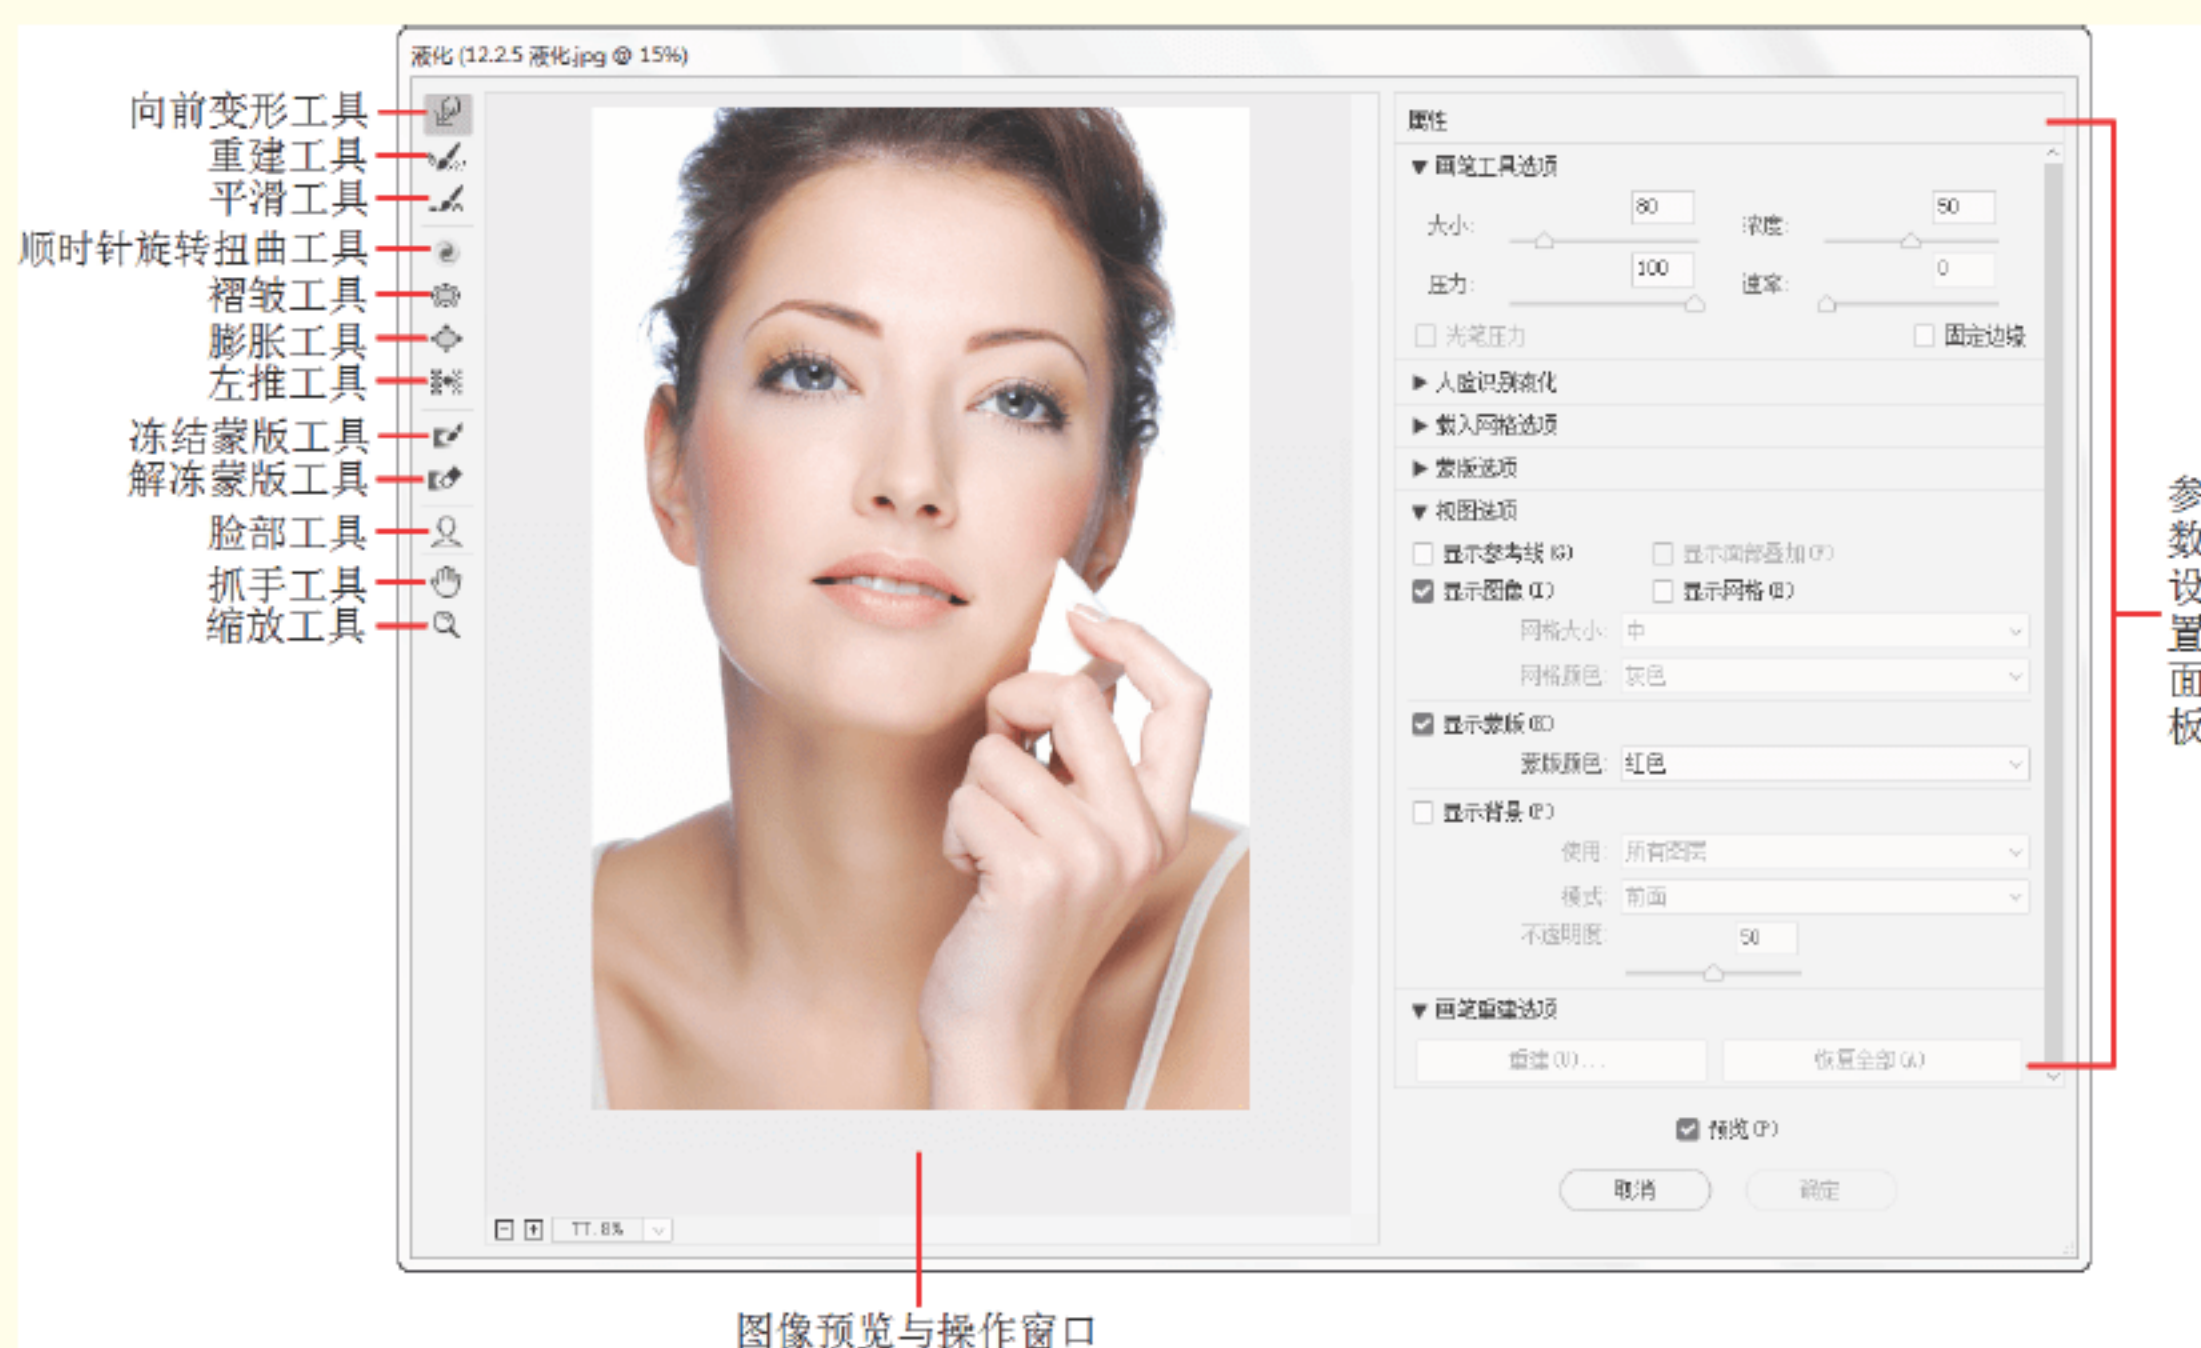 液化 (12.2.5 液化.jpg @ 15%)
向前变形工具
重建工具
平滑工具
顺时针旋转扭曲工具
褶皱工具
膨胀工具
左推工具
冻结蒙版工具
解冻蒙版工具
脸部工具
抓手工具
缩放工具
属性
画笔工具选项
大小: 80 浓度: 50
压力: 100 速率: 0
光笔压力 固定边缘
人脸识别液化
载入网格选项
蒙版选项
视图选项
显示参考线(G) 显示面部叠加(F)
显示图像(I) 显示网格(E)
网格大小: 中
网格颜色: 灰色
显示蒙版(K)
蒙版颜色: 红色
显示背景(P)
使用: 所有图层
模式: 前面
不透明度: 50
画笔重建选项
重建(U)... 恢复全部(A)
预览(P)
取消 确定
参数设置面板
TT.8%
图像预览与操作窗口